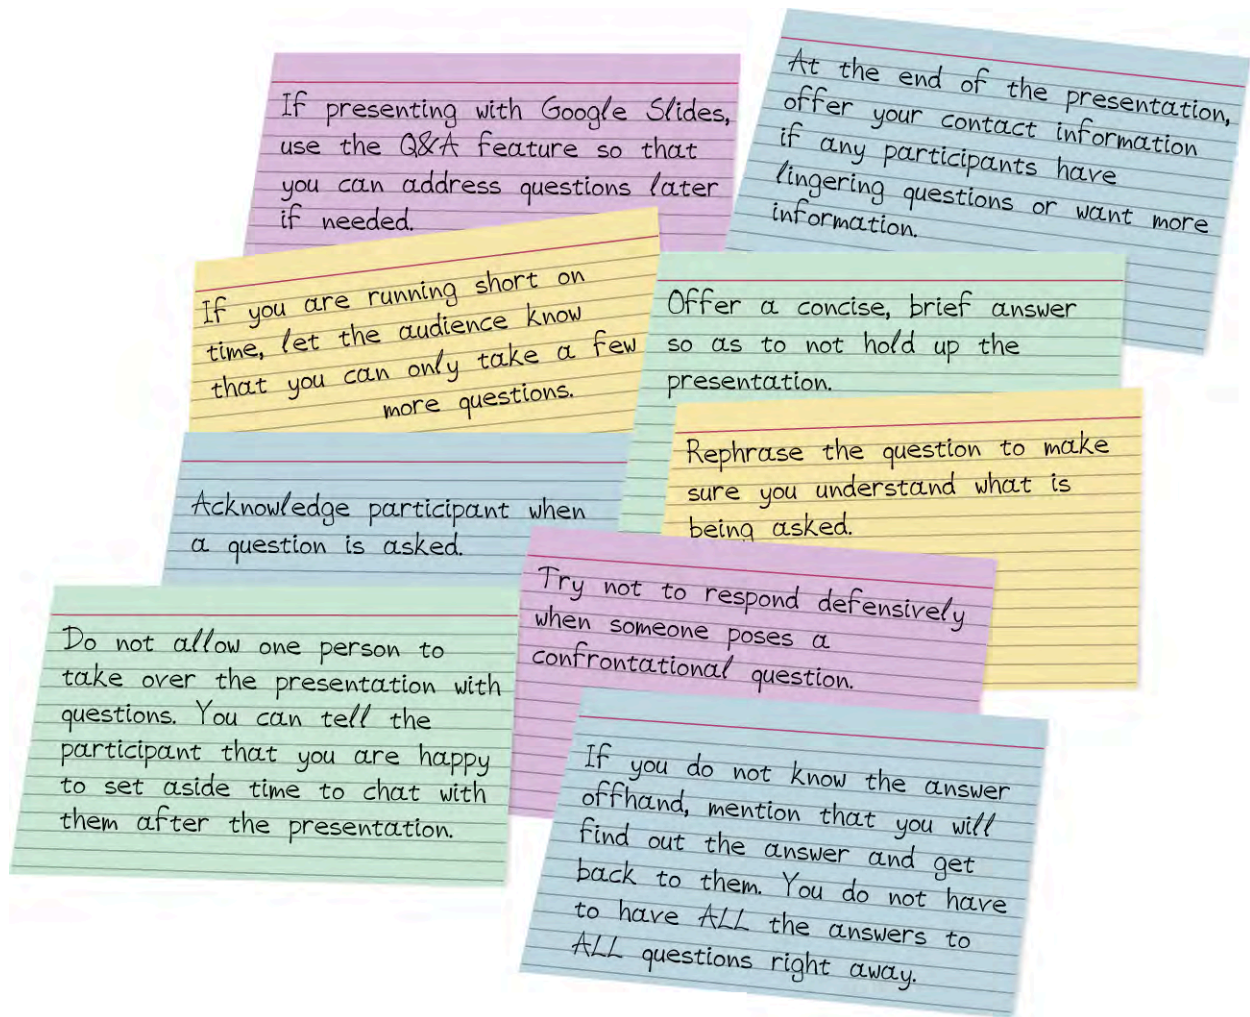 If presenting with Google Slides,
use the Q&A feature so that
you can address questions later
if needed.
At the end of the presentation,
offer your contact information
if any participants have
lingering questions or want more
information.
If you are running short on
time, let the audience know
that you can only take a few
more questions.
Offer a concise, brief answer
so as to not hold up the
presentation.
Acknowledge participant when
a question is asked.
Rephrase the question to make
sure you understand what is
being asked.
Try not to respond defensively
when someone poses a
confrontational question.
Do not allow one person to
take over the presentation with
questions. You can tell the
participant that you are happy
to set aside time to chat with
them after the presentation.
If you do not know the answer
offhand, mention that you will
find out the answer and get
back to them. You do not have
to have ALL the answers to
ALL questions right away.